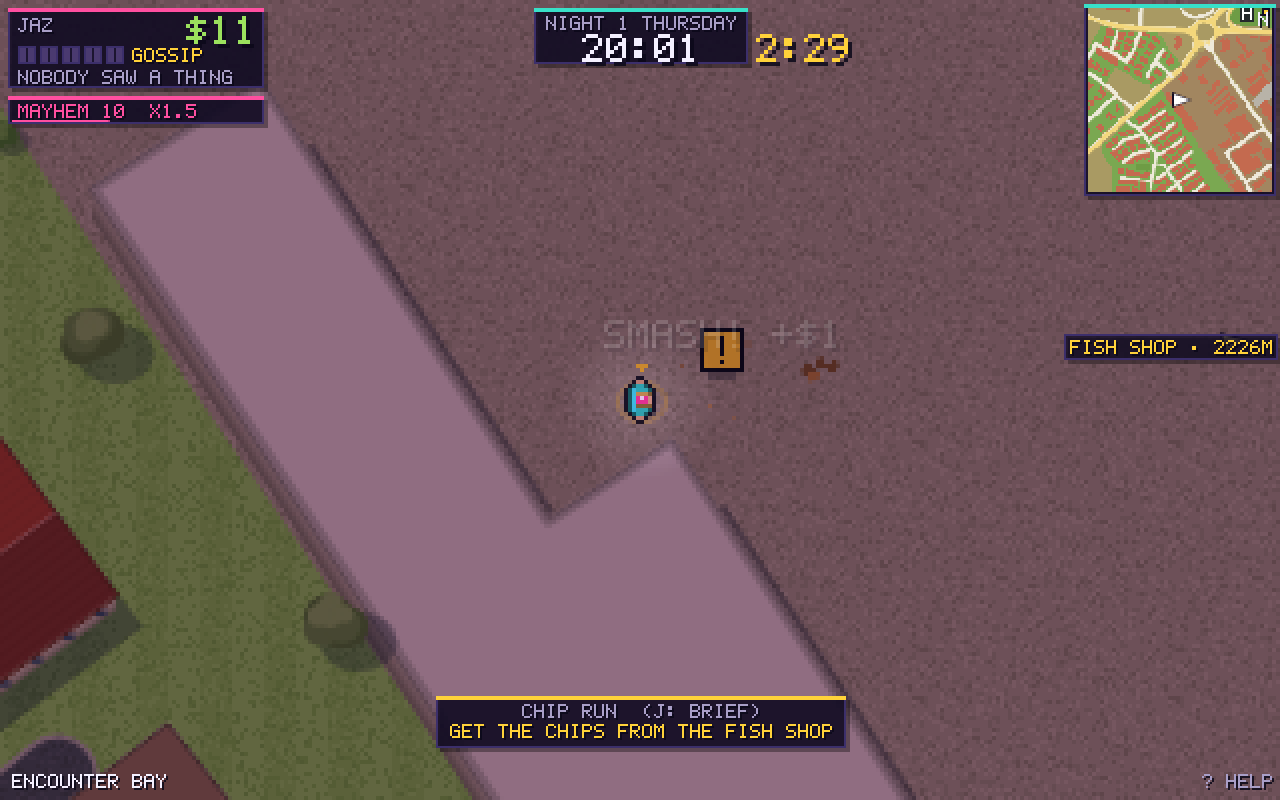 JAZ $11
GOSSIP
NOBODY SAW A THING
MAYHEM 10 X1.5
NIGHT 1 THURSDAY
20:01 2:29
H N
SMASH! +$1
!
FISH SHOP · 2226M
CHIP RUN (J: BRIEF)
GET THE CHIPS FROM THE FISH SHOP
ENCOUNTER BAY
? HELP